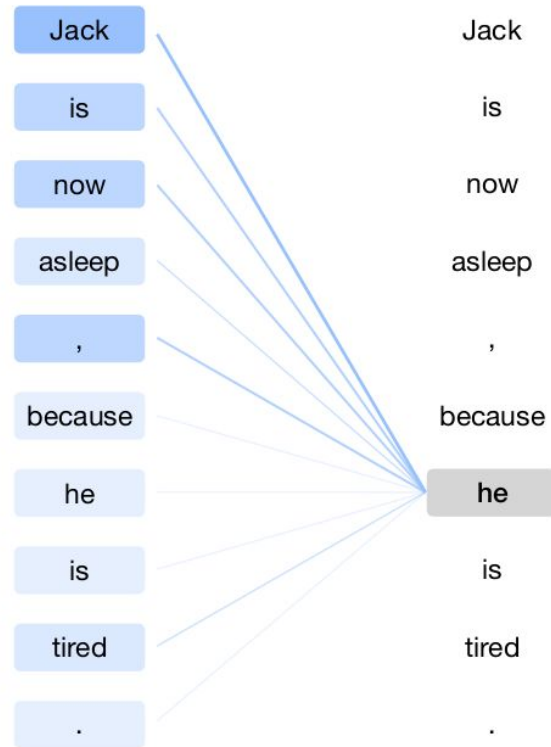 Jack Jack
is is
now now
asleep asleep
, ,
because because
he he
is is
tired tired
. .